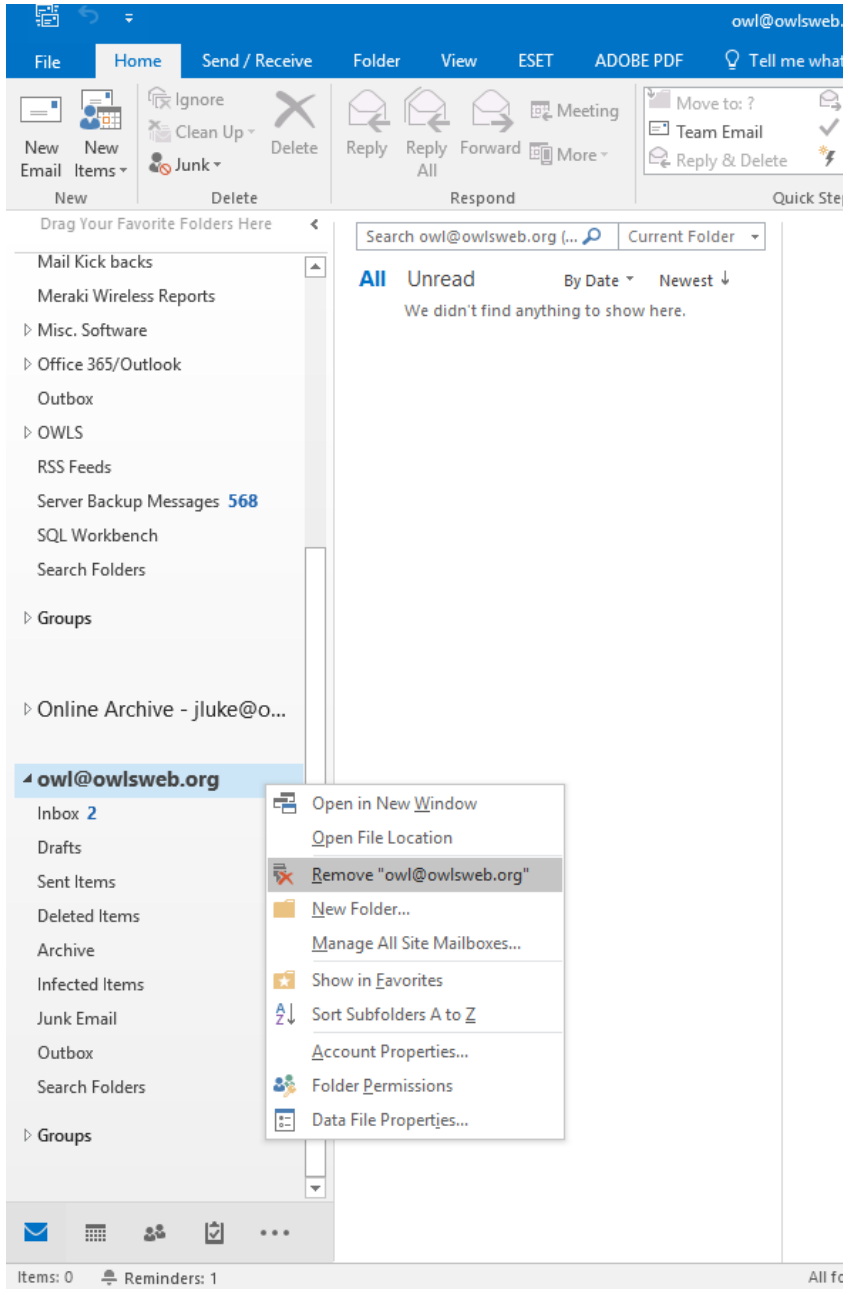 owl@owlsweb.
File Home Send / Receive Folder View ESET ADOBE PDF Tell me what
New Email
New Items
Ignore
Clean Up
Junk
Delete
Reply
Reply All
Forward
Meeting
More
Move to: ?
Team Email
Reply & Delete
New Delete Respond Quick Ste
Drag Your Favorite Folders Here
Mail Kick backs
Meraki Wireless Reports
Misc. Software
Office 365/Outlook
Outbox
OWLS
RSS Feeds
Server Backup Messages 568
SQL Workbench
Search Folders
Groups
Online Archive - jluke@o...
owl@owlsweb.org
Inbox 2
Drafts
Sent Items
Deleted Items
Archive
Infected Items
Junk Email
Outbox
Search Folders
Groups
Search owl@owlsweb.org (... Current Folder
All Unread By Date Newest ↓
We didn't find anything to show here.
Open in New Window
Open File Location
Remove "owl@owlsweb.org"
New Folder...
Manage All Site Mailboxes...
Show in Favorites
Sort Subfolders A to Z
Account Properties...
Folder Permissions
Data File Properties...
Items: 0 Reminders: 1 All fo